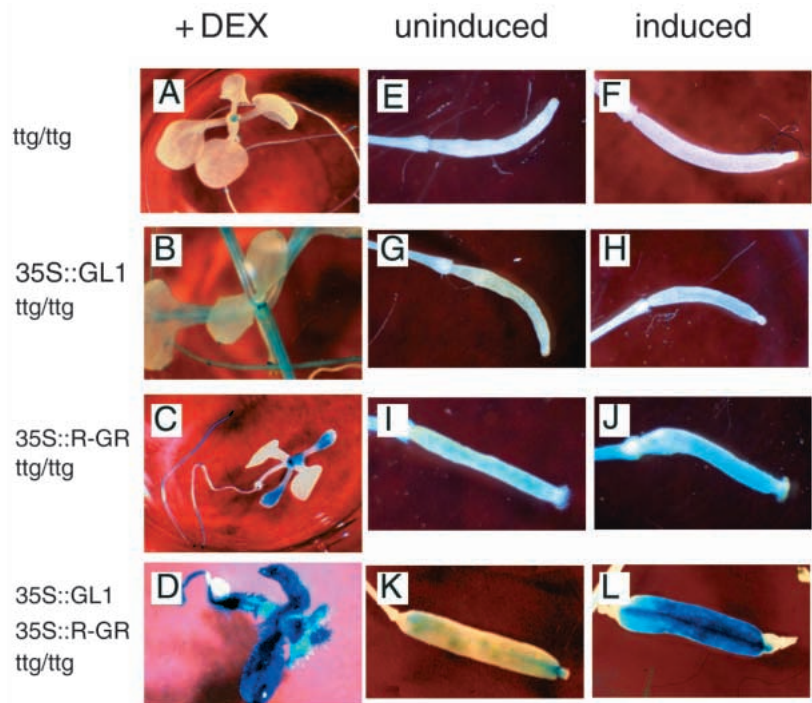 + DEX uninduced induced
ttg/ttg A E F
35S::GL1 B G H
ttg/ttg
35S::R-GR C I J
ttg/ttg
35S::GL1 D K L
35S::R-GR
ttg/ttg